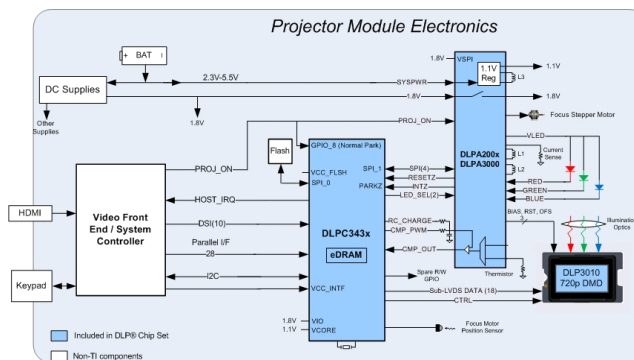 Projector Module Electronics
+ BAT -
DC Supplies
Other
Supplies
2.3V-5.5V
SYSPWR
1.8V
1.8V
1.8V
VSPI
1.1V
Reg
1.1V
L3
1.8V
Focus Stepper Motor
PROJ_ON
DLPA200x
DLPA3000
VLED
Current
Sense
L1
L2
RED
GREEN
BLUE
BIAS, RST, OFS
3
Illumination
Optics
Thermistor
GPIO_8 (Normal Park)
Flash
VCC_FLSH
SPI_0
SPI_1
PARKZ
SPI(4)
RESETZ
INTZ
LED_SEL(2)
RC_CHARGE
CMP_PWM
CMP_OUT
DLPC343x
eDRAM
PROJ_ON
HOST_IRQ
DSI(10)
Parallel I/F
28
I2C
VCC_INTF
HDMI
Keypad
Video Front
End / System
Controller
Spare R/W
GPIO
Sub-LVDS DATA (18)
CTRL
DLP3010
720p DMD
1.8V
VIO
1.1V
VCORE
Focus Motor
Position Sensor
Included in DLP® Chip Set
Non-TI components